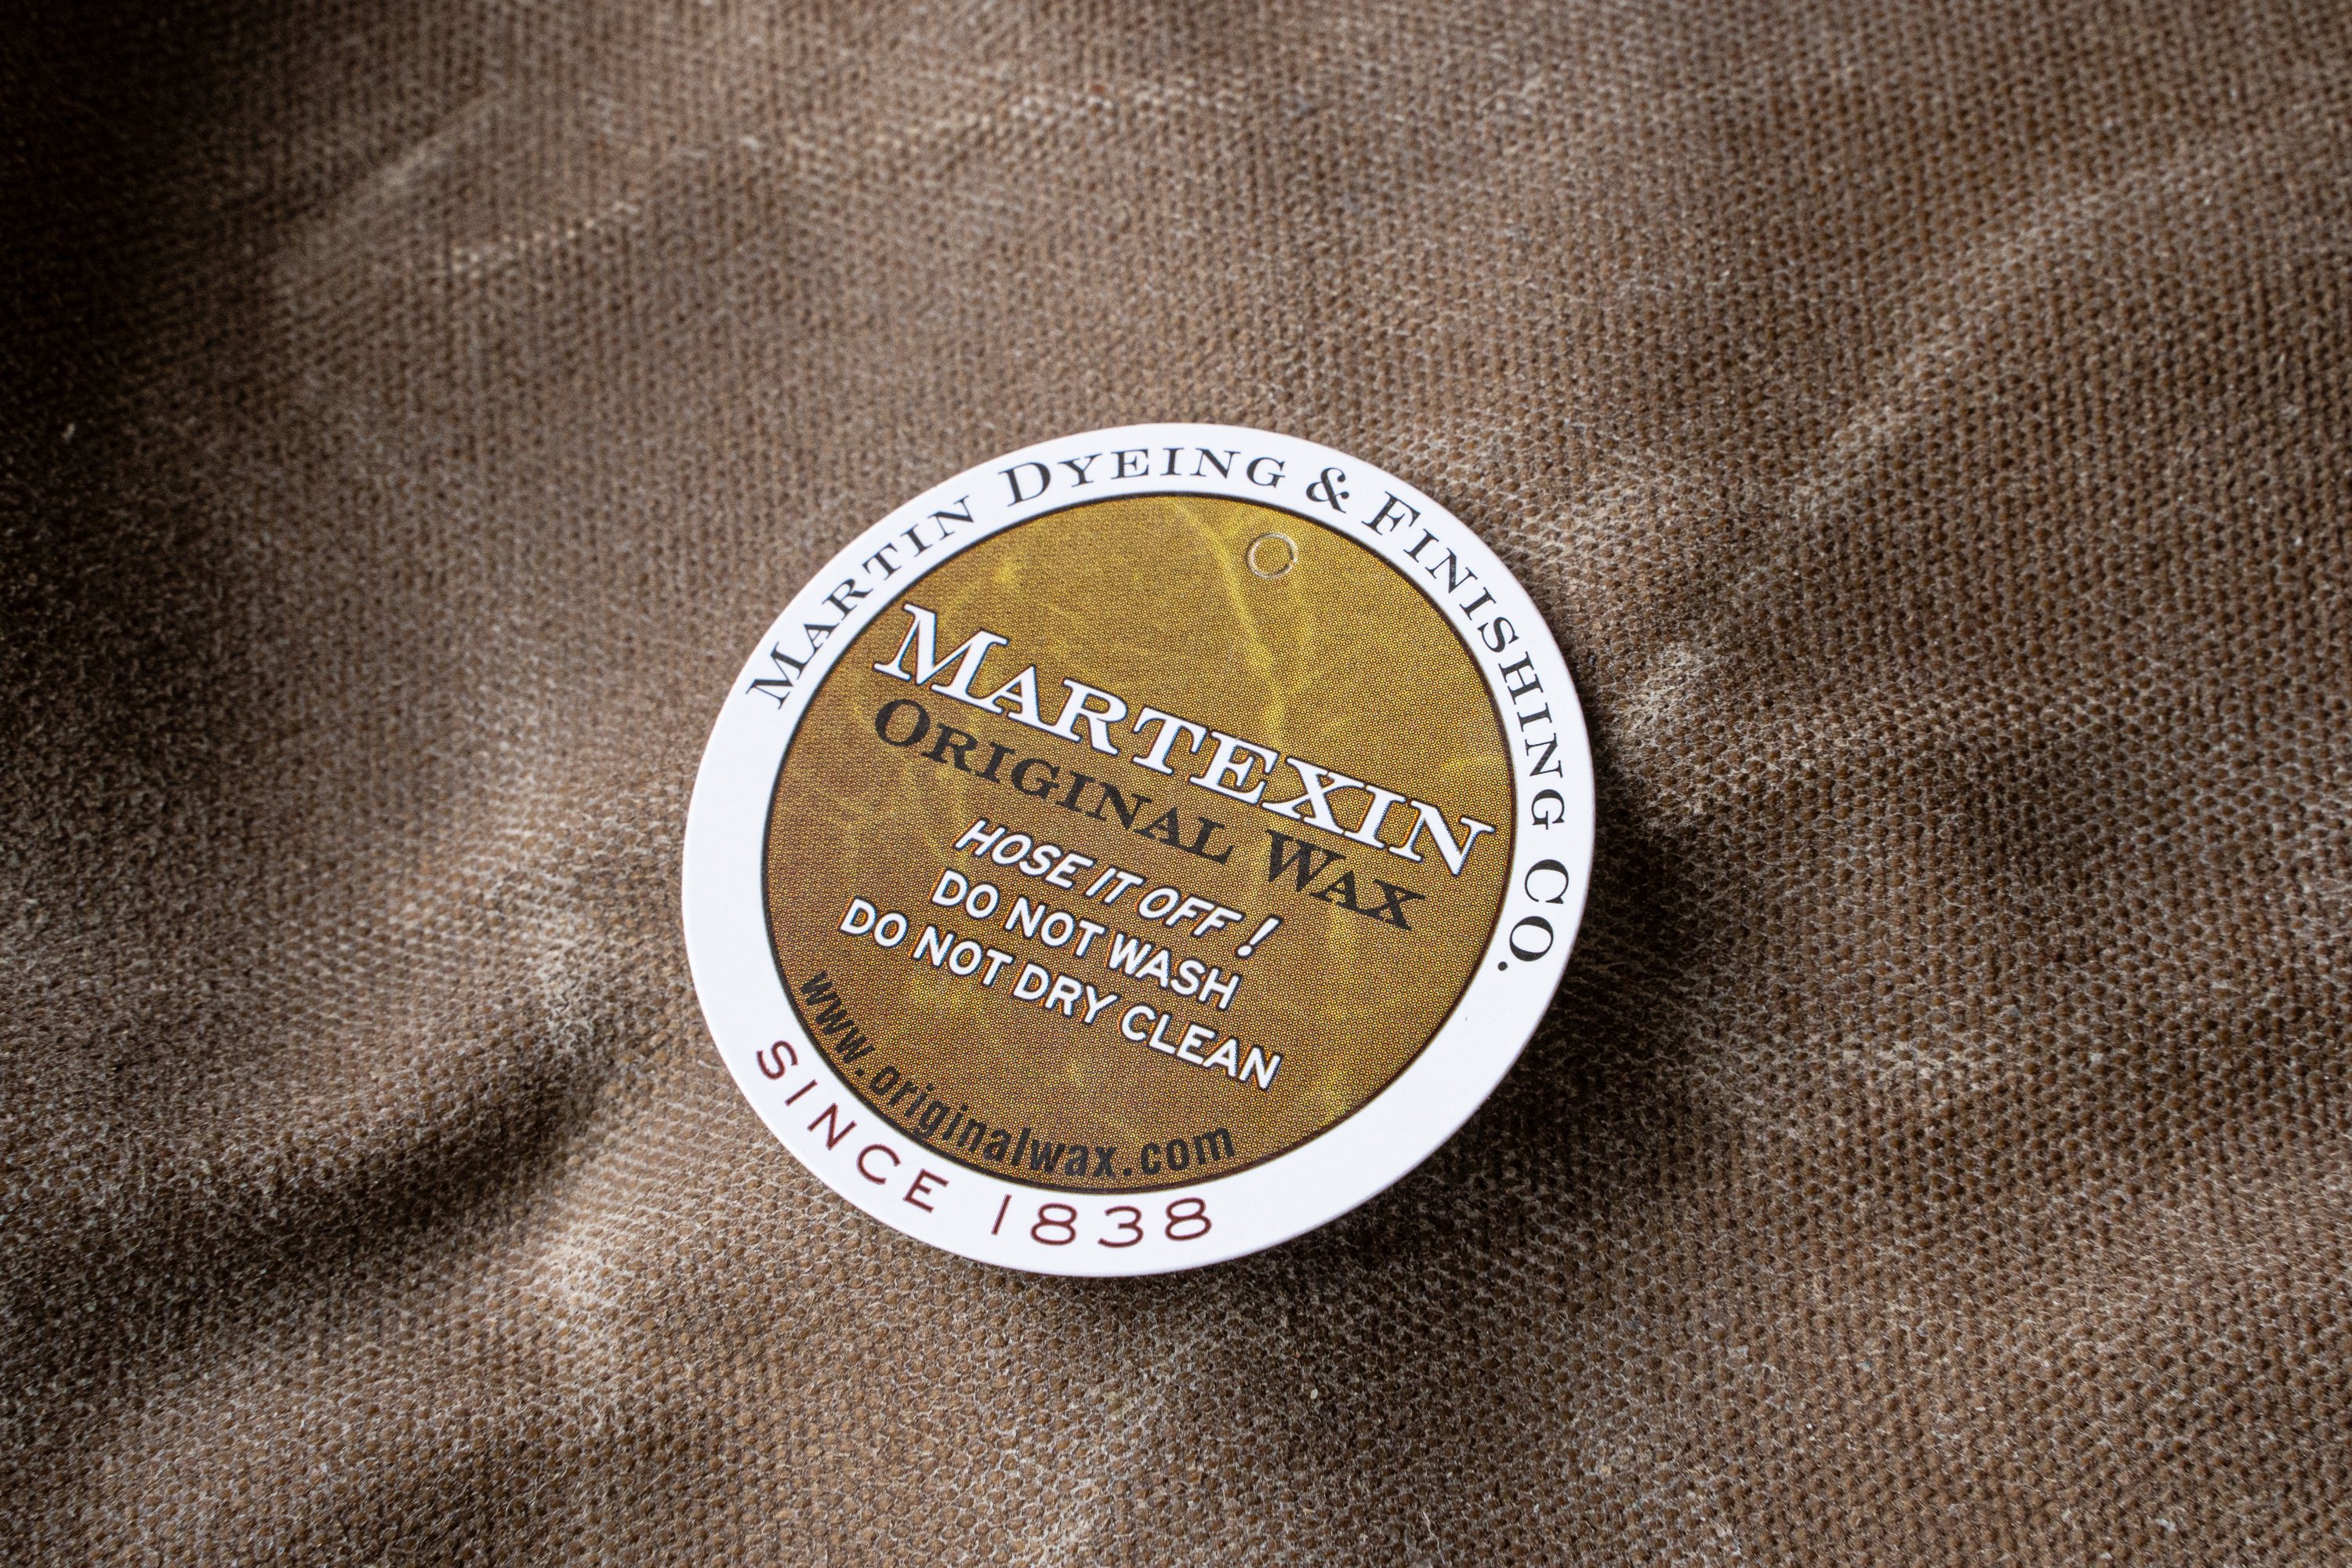 MARTIN DYEING & FINISHING CO.
MARTEXIN
ORIGINAL WAX
HOSE IT OFF !
DO NOT WASH
DO NOT DRY CLEAN
www.originalwax.com
SINCE 1838